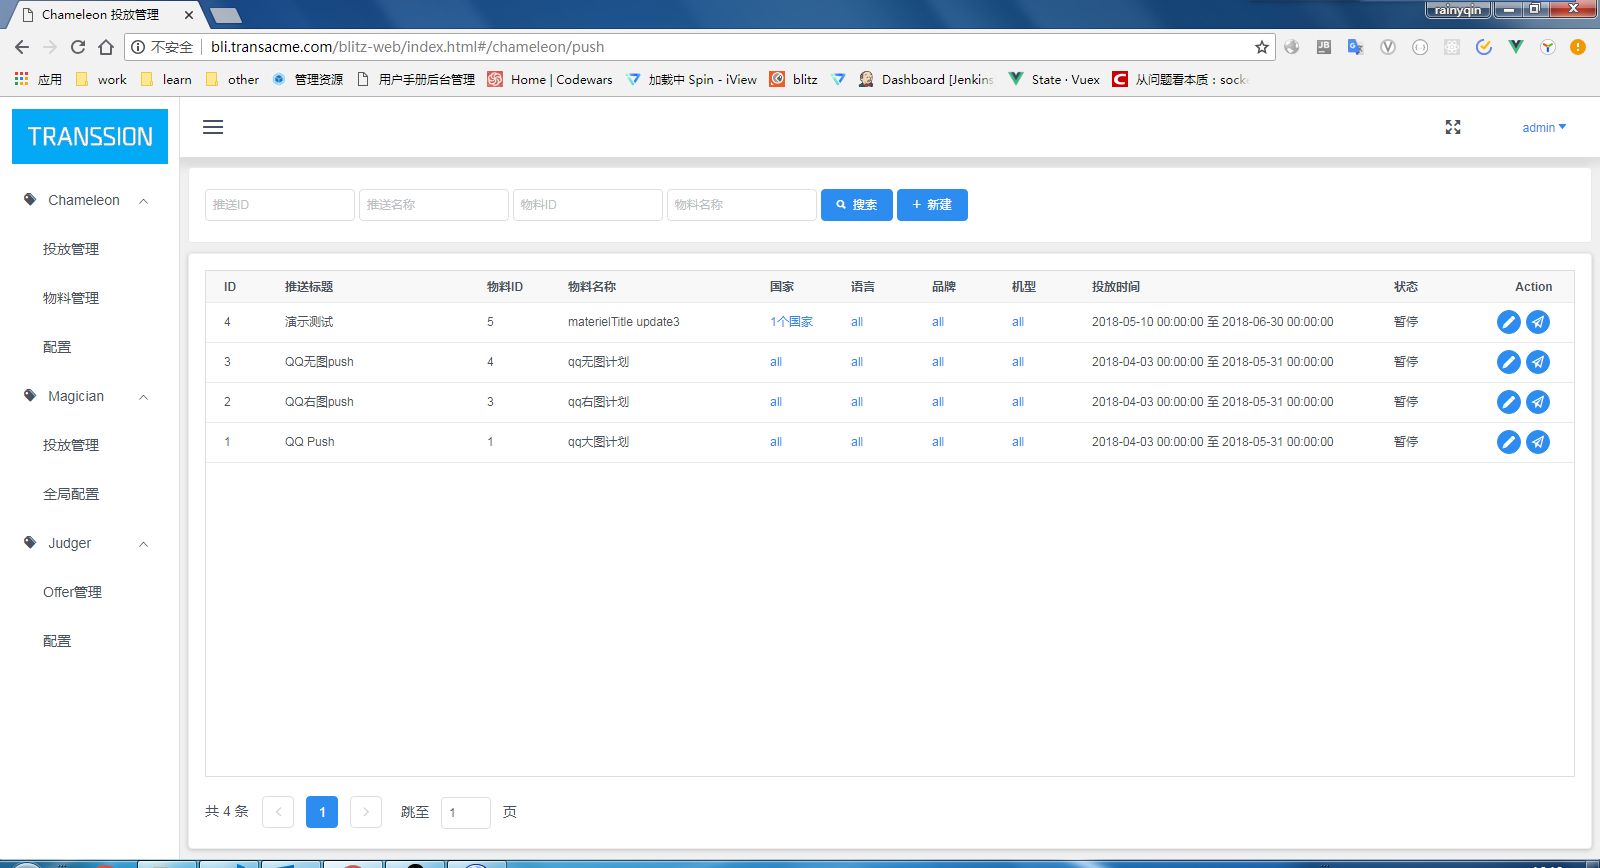 Chameleon 投放管理
rainyqin
不安全 bli.transacme.com/blitz-web/index.html#/chameleon/push
应用 work learn other 管理资源 用户手册后台管理 Home | Codewars 加载中 Spin - iView blitz Dashboard [Jenkins State · Vuex 从问题看本质：socke
TRANSSION
admin
Chameleon
投放管理
物料管理
配置
Magician
投放管理
全局配置
Judger
Offer管理
配置
推送ID 推送名称 物料ID 物料名称 搜索 + 新建
ID 推送标题 物料ID 物料名称 国家 语言 品牌 机型 投放时间 状态 Action
4 演示测试 5 materielTitle update3 1个国家 all all all 2018-05-10 00:00:00 至 2018-06-30 00:00:00 暂停
3 QQ无图push 4 qq无图计划 all all all all 2018-04-03 00:00:00 至 2018-05-31 00:00:00 暂停
2 QQ右图push 3 qq右图计划 all all all all 2018-04-03 00:00:00 至 2018-05-31 00:00:00 暂停
1 QQ Push 1 qq大图计划 all all all all 2018-04-03 00:00:00 至 2018-05-31 00:00:00 暂停
共 4 条 1 跳至 1 页